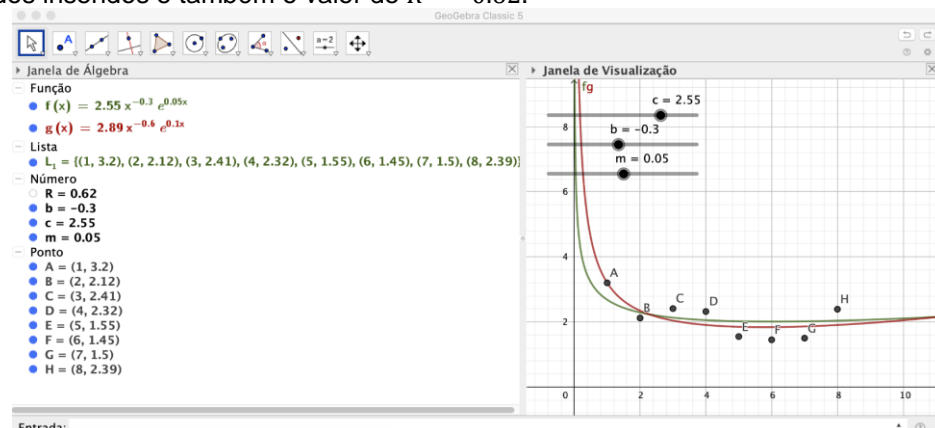 GeoGebra Classic 5
a=2
Janela de Álgebra
Janela de Visualização
Função
f(x) = 2.55 x^−0.3 e^0.05x
g(x) = 2.89 x^−0.6 e^0.1x
Lista
L₁ = {(1, 3.2), (2, 2.12), (3, 2.41), (4, 2.32), (5, 1.55), (6, 1.45), (7, 1.5), (8, 2.39)}
Número
R = 0.62
b = −0.3
c = 2.55
m = 0.05
Ponto
A = (1, 3.2)
B = (2, 2.12)
C = (3, 2.41)
D = (4, 2.32)
E = (5, 1.55)
F = (6, 1.45)
G = (7, 1.5)
H = (8, 2.39)
fg
c = 2.55
b = −0.3
m = 0.05
8
6
4
2
0
2
4
6
8
10
A
B
C
D
E
F
G
H